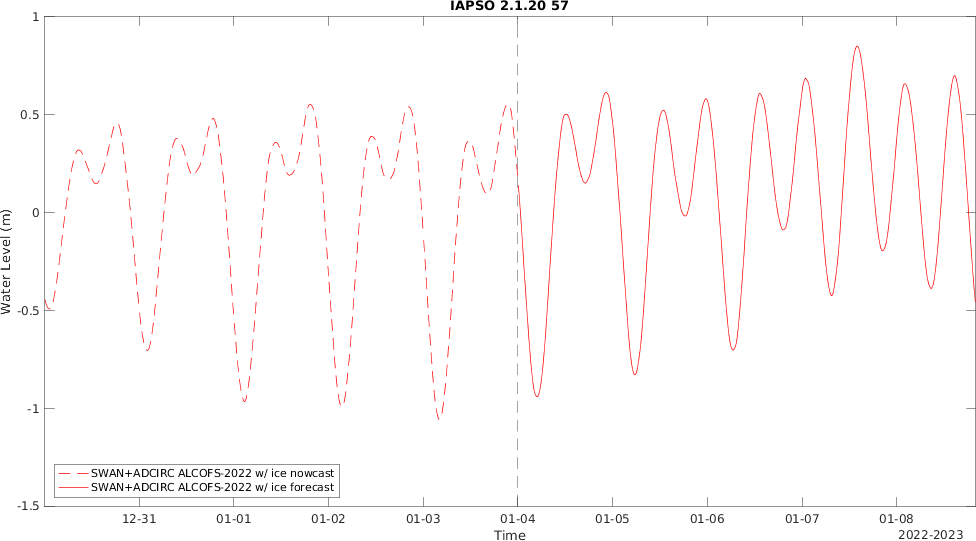 IAPSO 2.1.20 57
1
0.5
0
-0.5
-1
-1.5
Water Level (m)
SWAN+ADCIRC ALCOFS-2022 w/ ice nowcast
SWAN+ADCIRC ALCOFS-2022 w/ ice forecast
12-31 01-01 01-02 01-03 01-04 01-05 01-06 01-07 01-08
Time
2022-2023